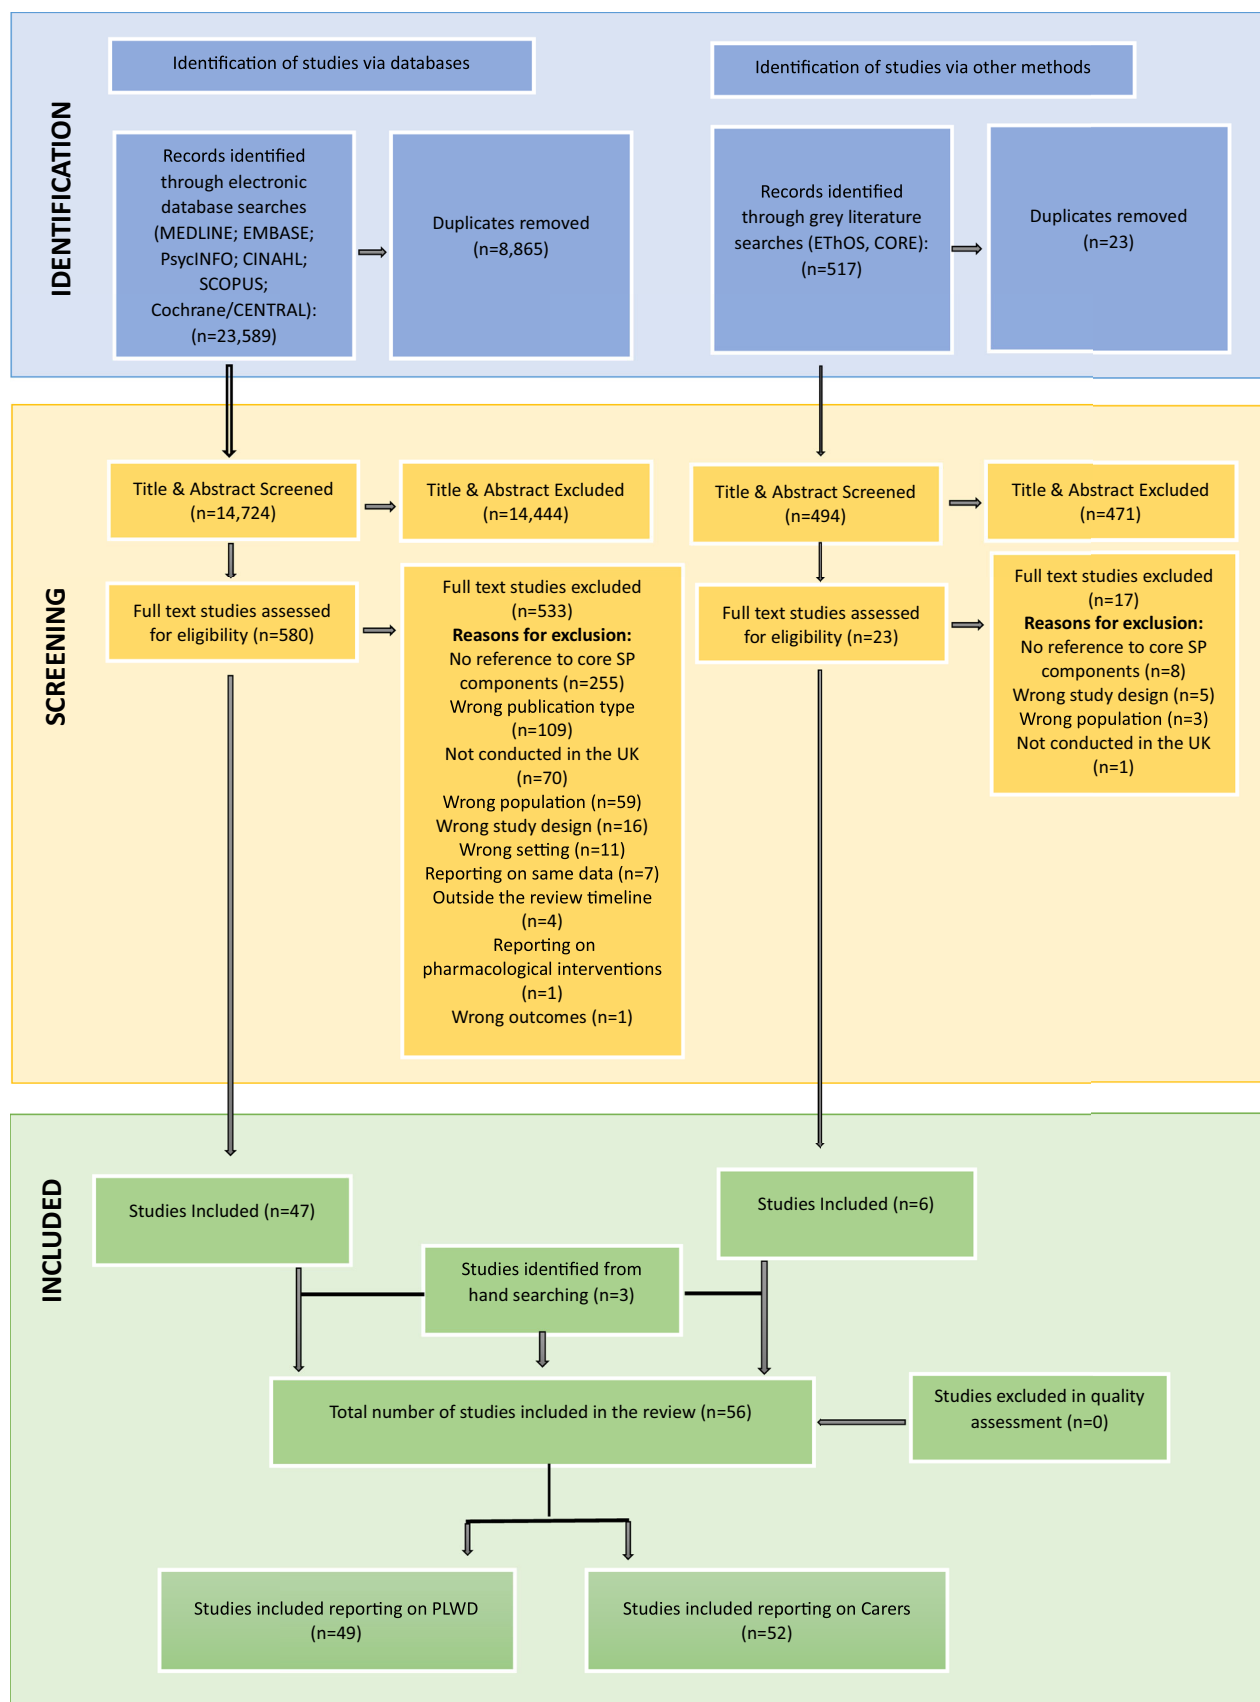 IDENTIFICATION
Identification of studies via databases
Identification of studies via other methods
Records identified
through electronic
database searches
(MEDLINE; EMBASE;
PsycINFO; CINAHL;
SCOPUS;
Cochrane/CENTRAL):
(n=23,589)
Duplicates removed
(n=8,865)
Records identified
through grey literature
searches (EThOS, CORE):
(n=517)
Duplicates removed
(n=23)
SCREENING
Title & Abstract Screened
(n=14,724)
Title & Abstract Excluded
(n=14,444)
Title & Abstract Screened
(n=494)
Title & Abstract Excluded
(n=471)
Full text studies assessed
for eligibility (n=580)
Full text studies excluded
(n=533)
Reasons for exclusion:
No reference to core SP
components (n=255)
Wrong publication type
(n=109)
Not conducted in the UK
(n=70)
Wrong population (n=59)
Wrong study design (n=16)
Wrong setting (n=11)
Reporting on same data (n=7)
Outside the review timeline
(n=4)
Reporting on
pharmacological interventions
(n=1)
Wrong outcomes (n=1)
Full text studies assessed
for eligibility (n=23)
Full text studies excluded
(n=17)
Reasons for exclusion:
No reference to core SP
components (n=8)
Wrong study design (n=5)
Wrong population (n=3)
Not conducted in the UK
(n=1)
INCLUDED
Studies Included (n=47)
Studies Included (n=6)
Studies identified from
hand searching (n=3)
Total number of studies included in the review (n=56)
Studies excluded in quality
assessment (n=0)
Studies included reporting on PLWD
(n=49)
Studies included reporting on Carers
(n=52)